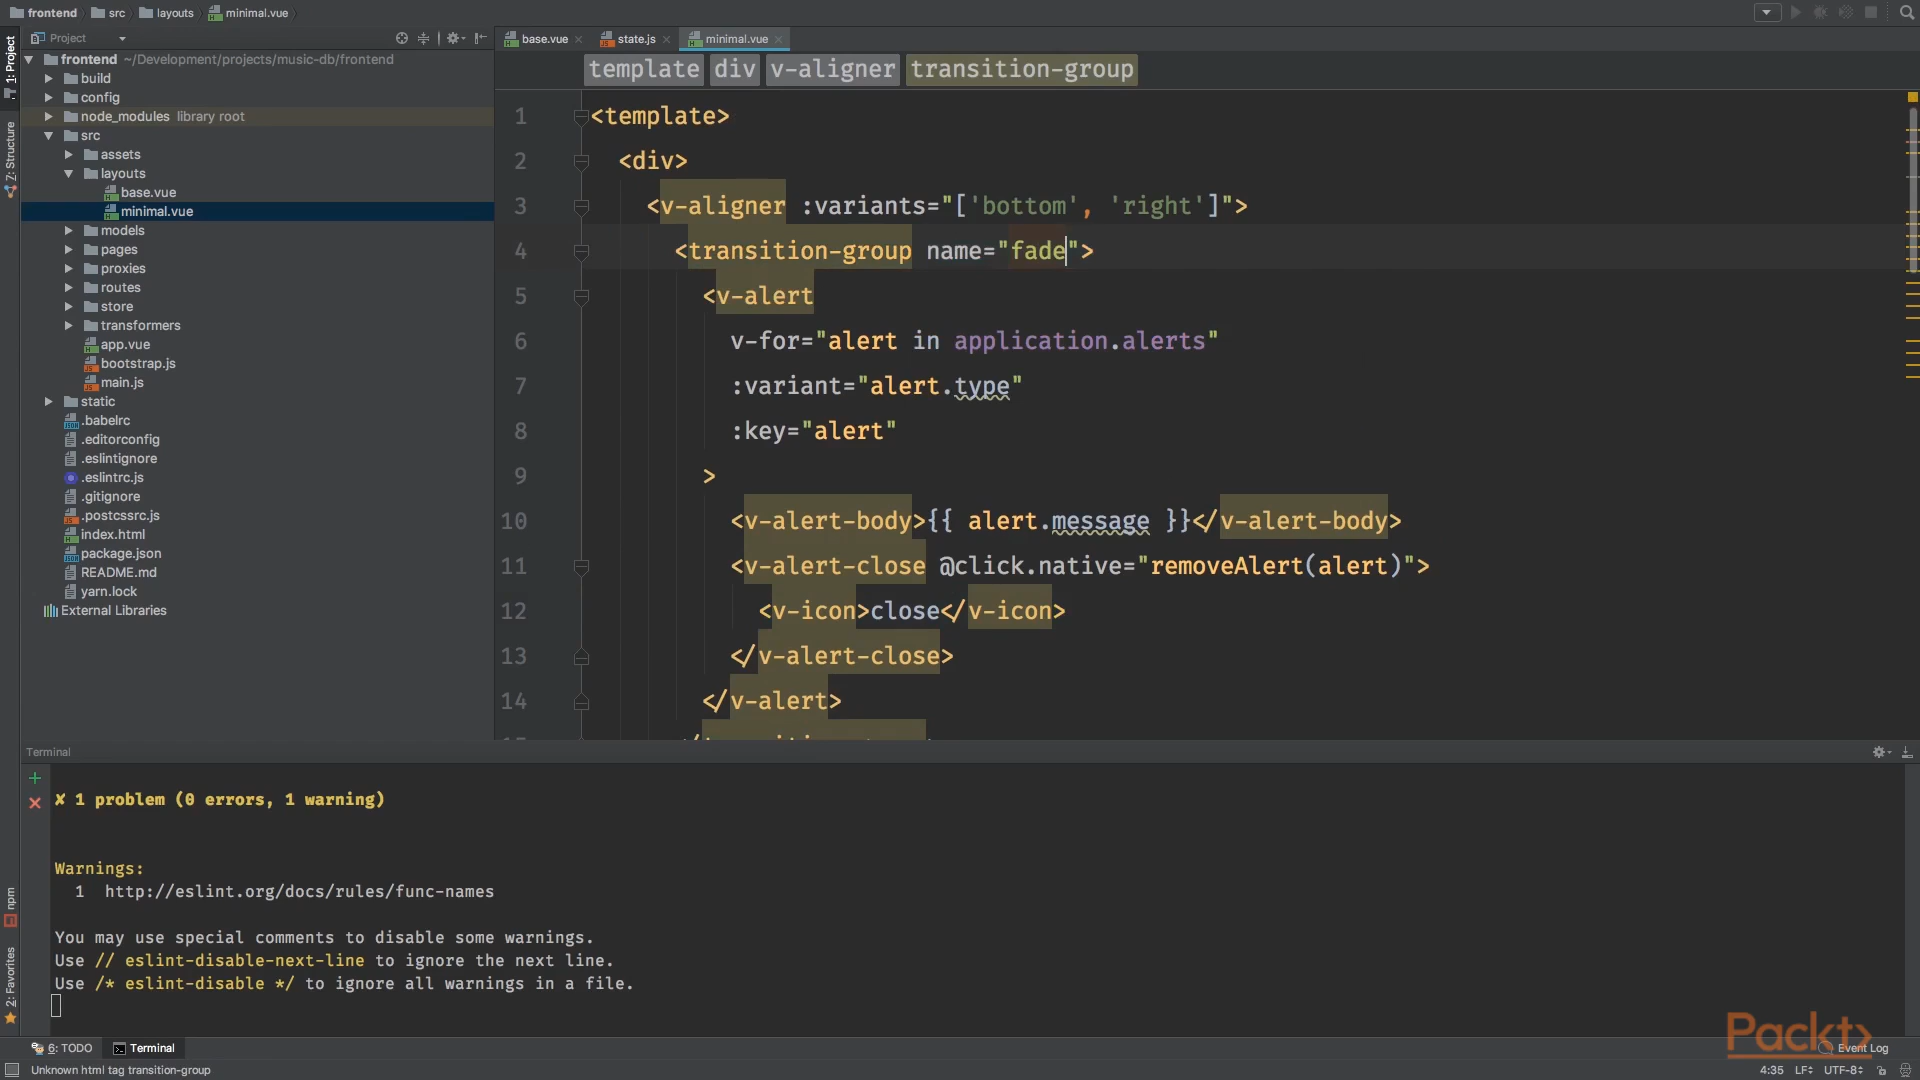 frontend src layouts minimal.vue
Project
base.vue state.js minimal.vue
template div v-aligner transition-group
1: Project
frontend ~/Development/projects/music-db/frontend
build
config
node_modules library root
src
assets
layouts
base.vue
minimal.vue
models
pages
proxies
routes
store
transformers
app.vue
bootstrap.js
main.js
static
.babelrc
.editorconfig
.eslintignore
.eslintrc.js
.gitignore
.postcssrc.js
index.html
package.json
README.md
yarn.lock
External Libraries
7: Structure
1 <template>
2 <div>
3 <v-aligner :variants="['bottom', 'right']">
4 <transition-group name="fade">
5 <v-alert
6 v-for="alert in application.alerts"
7 :variant="alert.type"
8 :key="alert"
9 >
10 <v-alert-body>{{ alert.message }}</v-alert-body>
11 <v-alert-close @click.native="removeAlert(alert)">
12 <v-icon>close</v-icon>
13 </v-alert-close>
14 </v-alert>
Terminal
✘ 1 problem (0 errors, 1 warning)
Warnings:
1 http://eslint.org/docs/rules/func-names
You may use special comments to disable some warnings.
Use // eslint-disable-next-line to ignore the next line.
Use /* eslint-disable */ to ignore all warnings in a file.
npm
2: Favorites
6: TODO Terminal
Packt>
Event Log
Unknown html tag transition-group
4:35 LF UTF-8